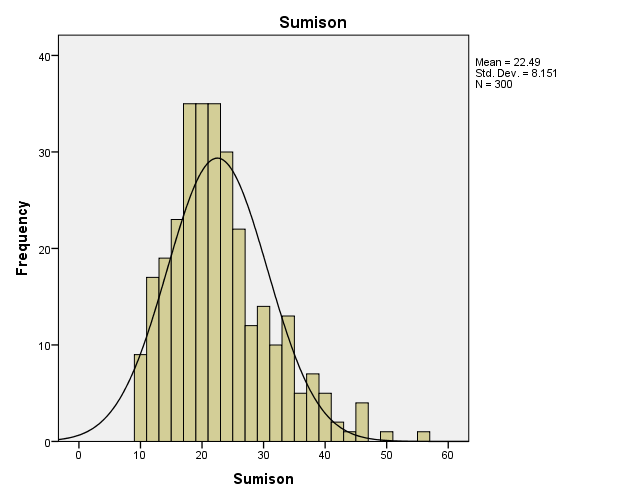 Sumison
Mean = 22.49
Std. Dev. = 8.151
N = 300
Frequency
40
30
20
10
0
0 10 20 30 40 50 60
Sumison